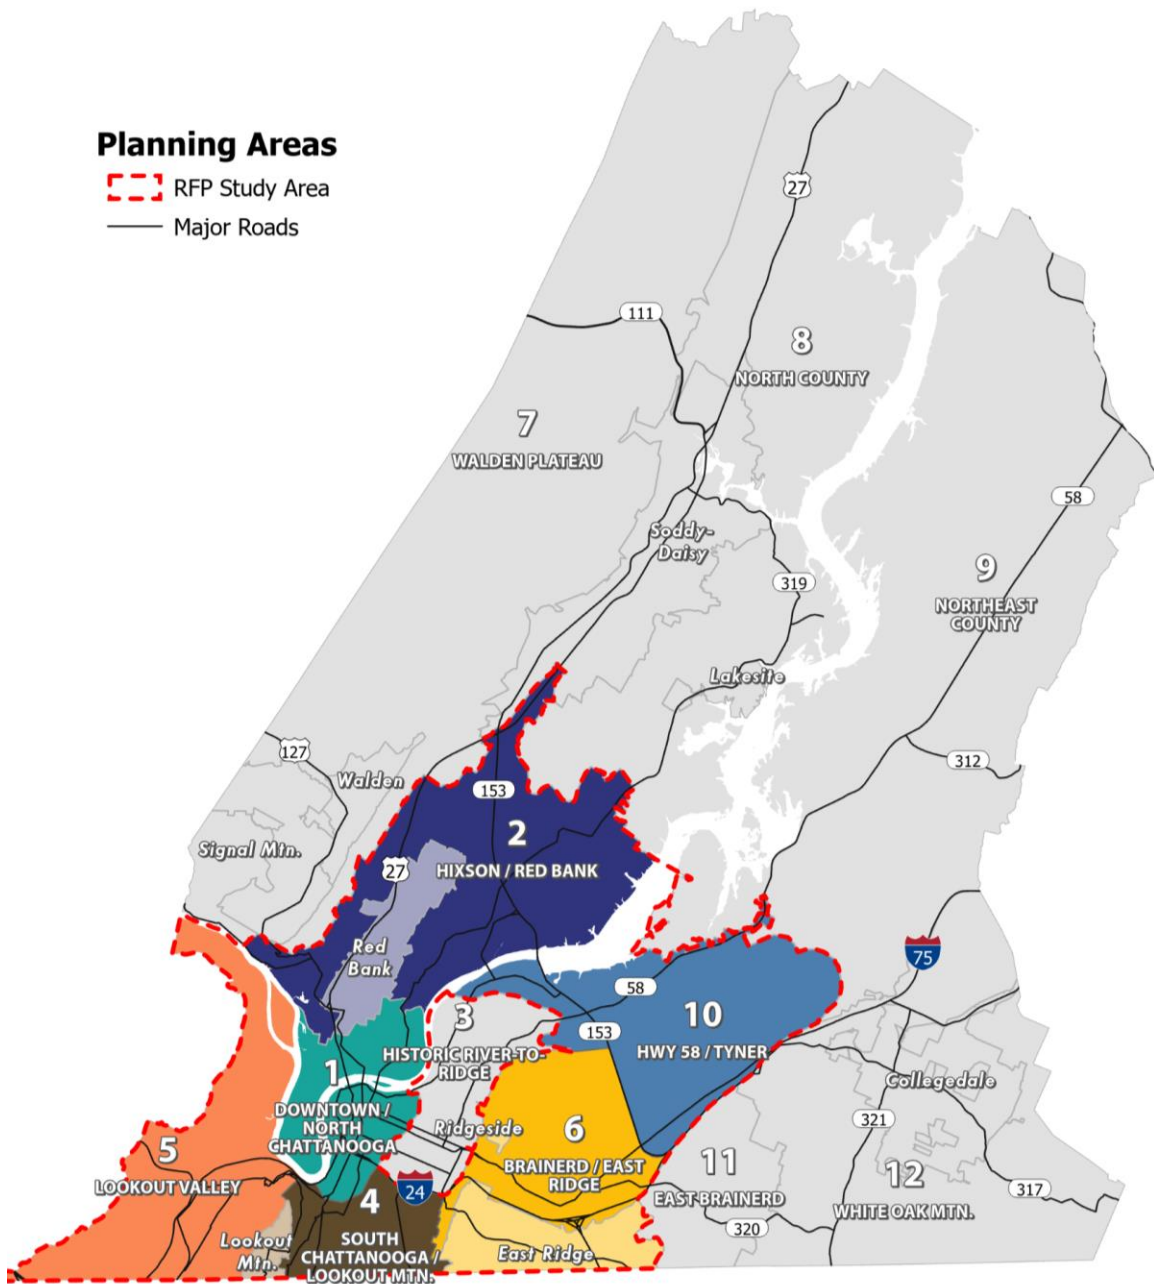 Planning Areas
RFP Study Area
Major Roads
27
111
8
NORTH COUNTY
7
WALDEN PLATEAU
58
Soddy-
Daisy
9
NORTHEAST
COUNTY
319
Lakesite
127
Walden
312
153
2
HIXSON / RED BANK
Signal Mtn.
27
Red
Bank
75
58
3
HISTORIC RIVER-TO-
RIDGE
153
10
HWY 58 / TYNER
1
DOWNTOWN /
NORTH
CHATTANOOGA
Collegedale
Ridgeside
6
BRAINERD / EAST
RIDGE
321
5
LOOKOUT VALLEY
11
EAST BRAINERD
12
WHITE OAK MTN.
317
24
4
SOUTH
CHATTANOOGA /
LOOKOUT MTN.
320
Lookout
Mtn.
East Ridge